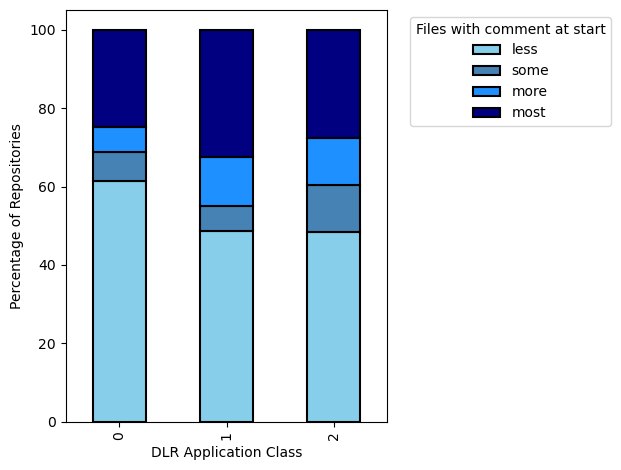 100
80
60
40
20
0
Percentage of Repositories
0
1
2
DLR Application Class
Files with comment at start
less
some
more
most